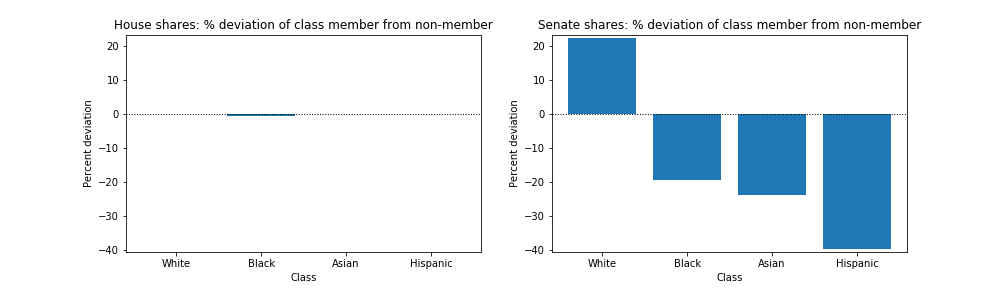 House shares: % deviation of class member from non-member
20
10
0
−10
−20
−30
−40
Percent deviation
White Black Asian Hispanic
Class
Senate shares: % deviation of class member from non-member
20
10
0
−10
−20
−30
−40
Percent deviation
White Black Asian Hispanic
Class